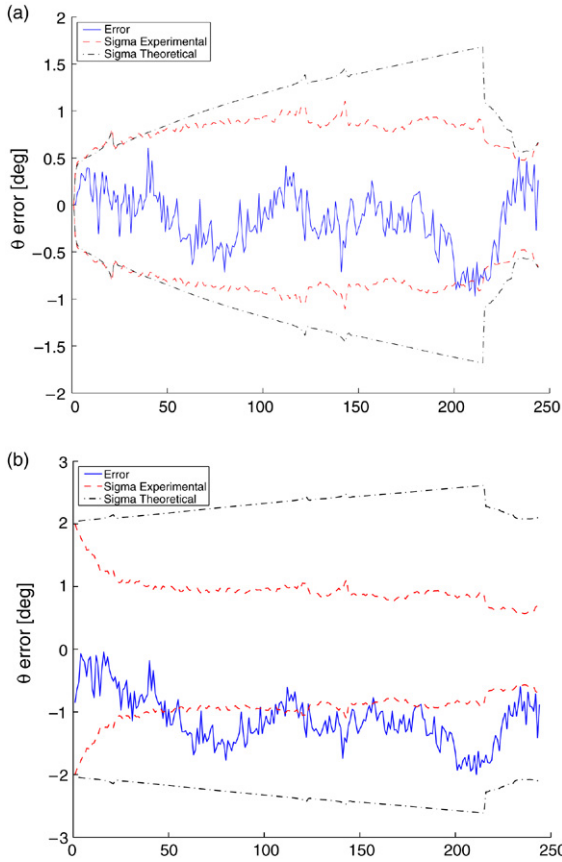 (a)
2
Error
Sigma Experimental
Sigma Theoretical
1.5
1
0.5
0
−0.5
−1
−1.5
−2
θ error [deg]
0 50 100 150 200 250
(b)
3
Error
Sigma Experimental
Sigma Theoretical
2
1
0
−1
−2
−3
θ error [deg]
0 50 100 150 200 250